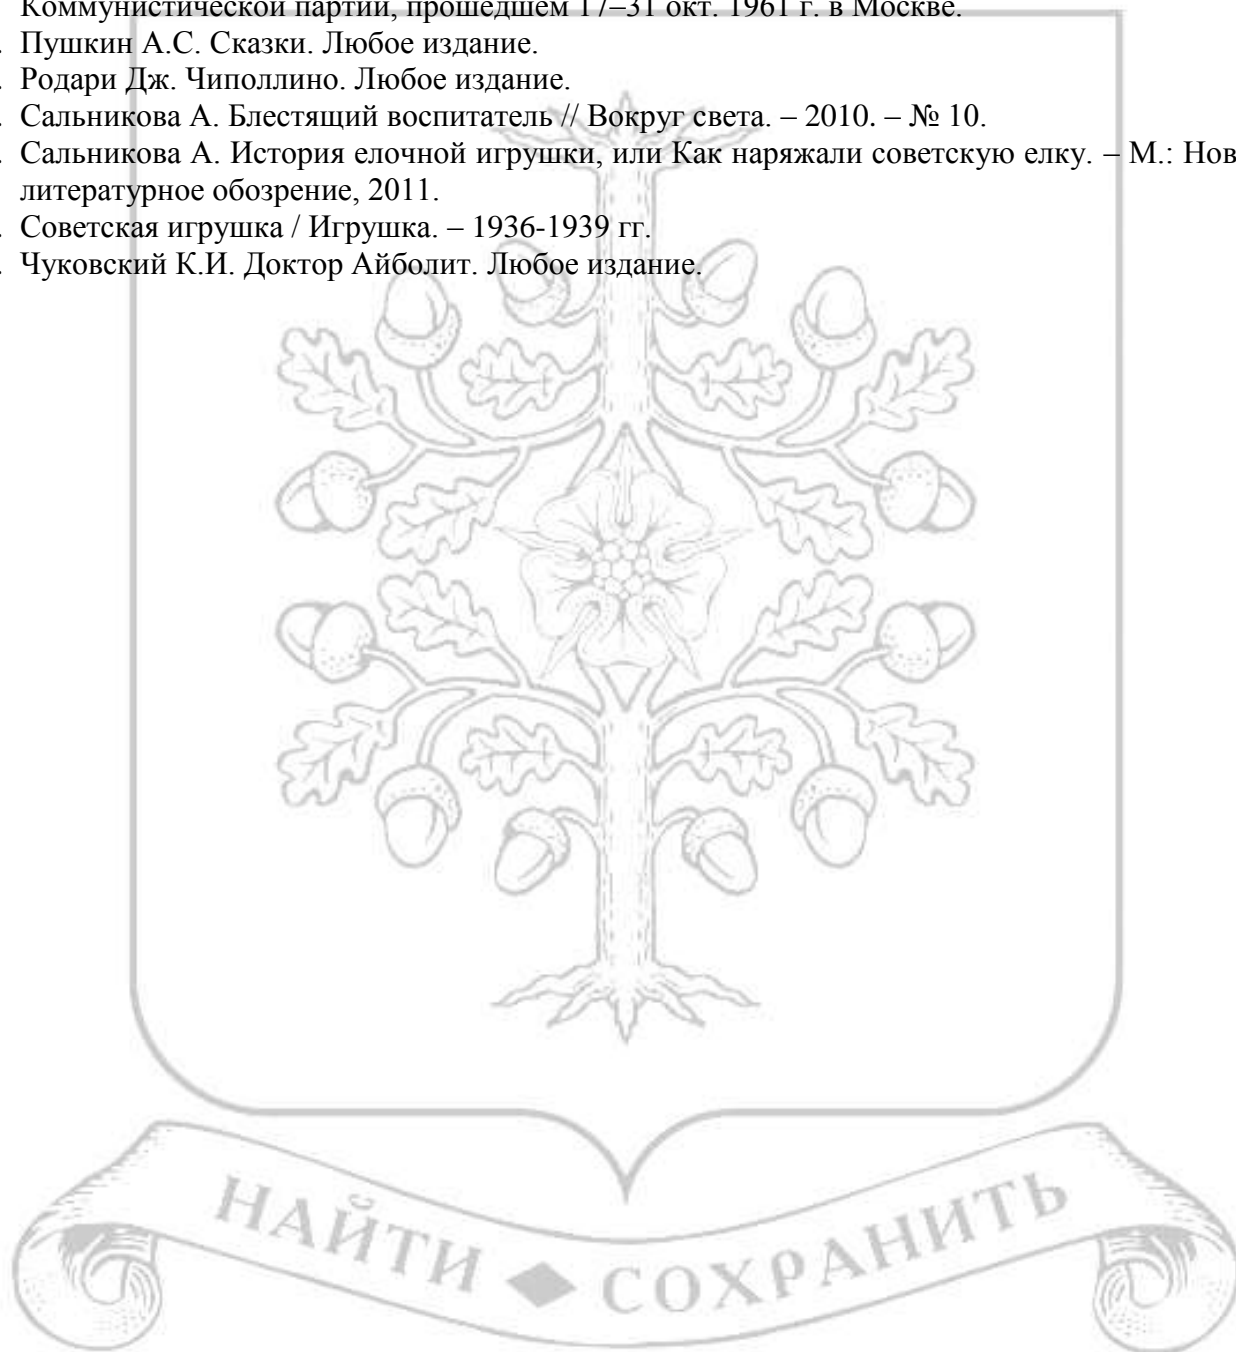 Коммунистической партии, прошедшем 17–31 окт. 1961 г. в Москве.
. Пушкин А.С. Сказки. Любое издание.
. Родари Дж. Чиполлино. Любое издание.
. Сальникова А. Блестящий воспитатель // Вокруг света. – 2010. – № 10.
. Сальникова А. История елочной игрушки, или Как наряжали советскую елку. – М.: Нов
литературное обозрение, 2011.
. Советская игрушка / Игрушка. – 1936-1939 гг.
. Чуковский К.И. Доктор Айболит. Любое издание.
НАЙТИ ◆ СОХРАНИТЬ